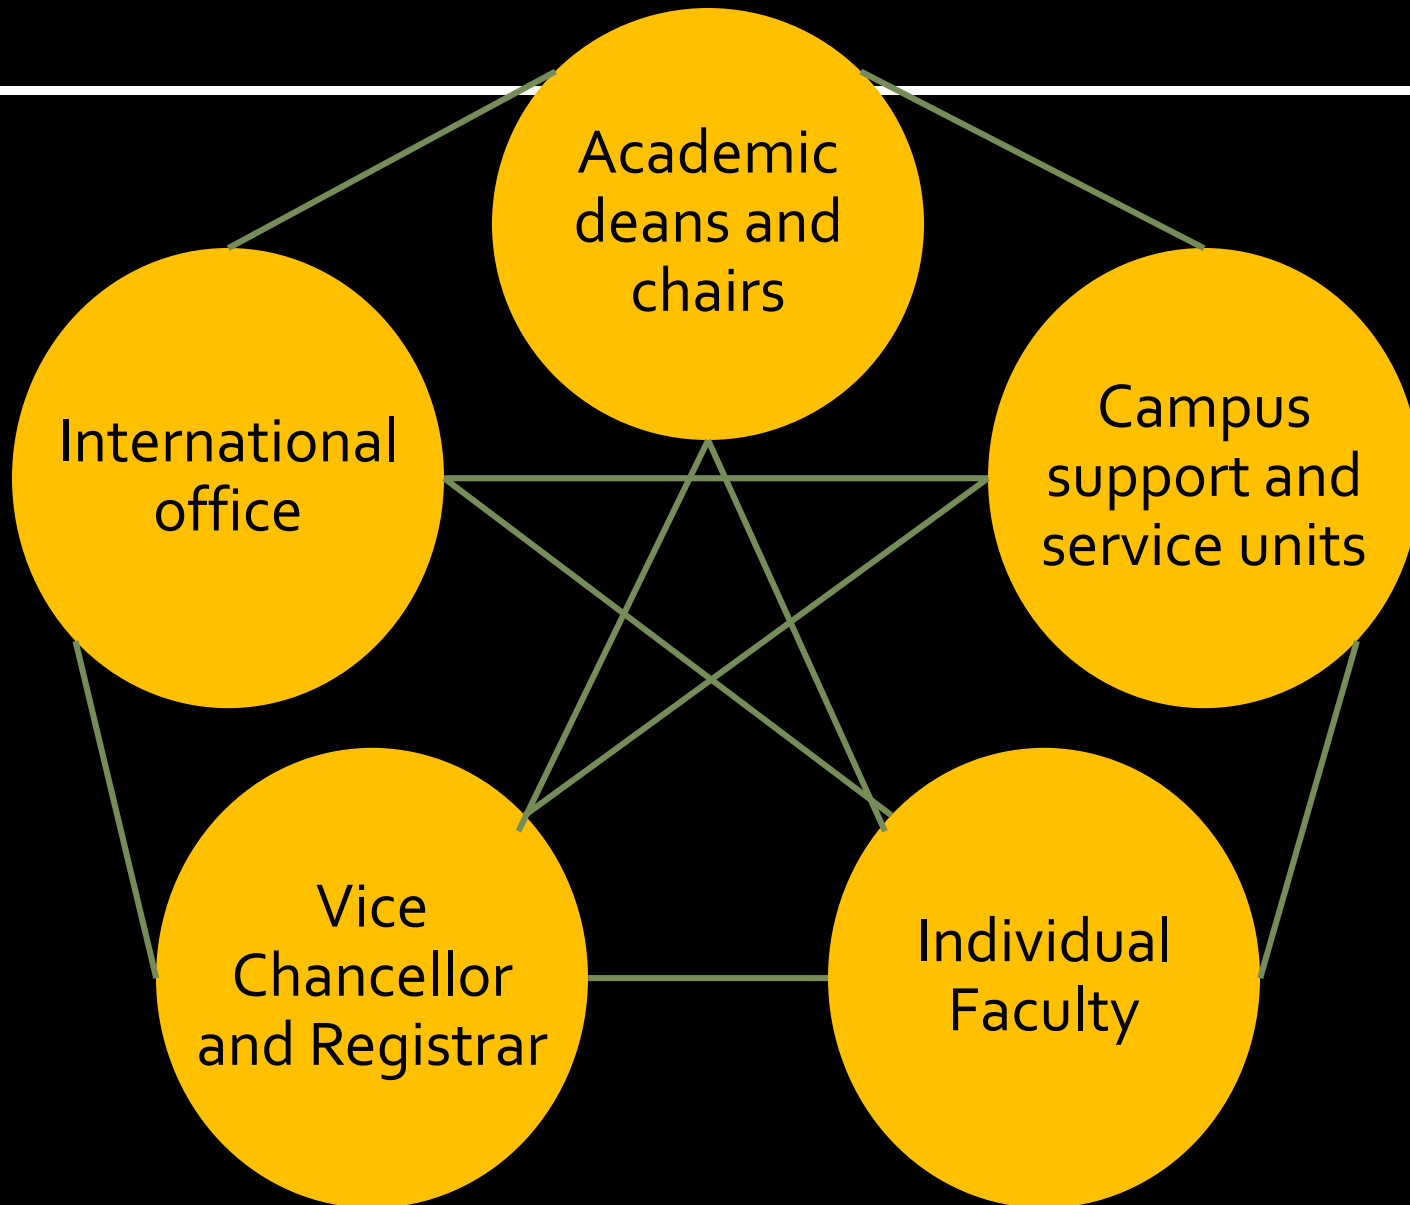 Academic
deans and
chairs
International
office
Campus
support and
service units
Vice
Chancellor
and Registrar
Individual
Faculty